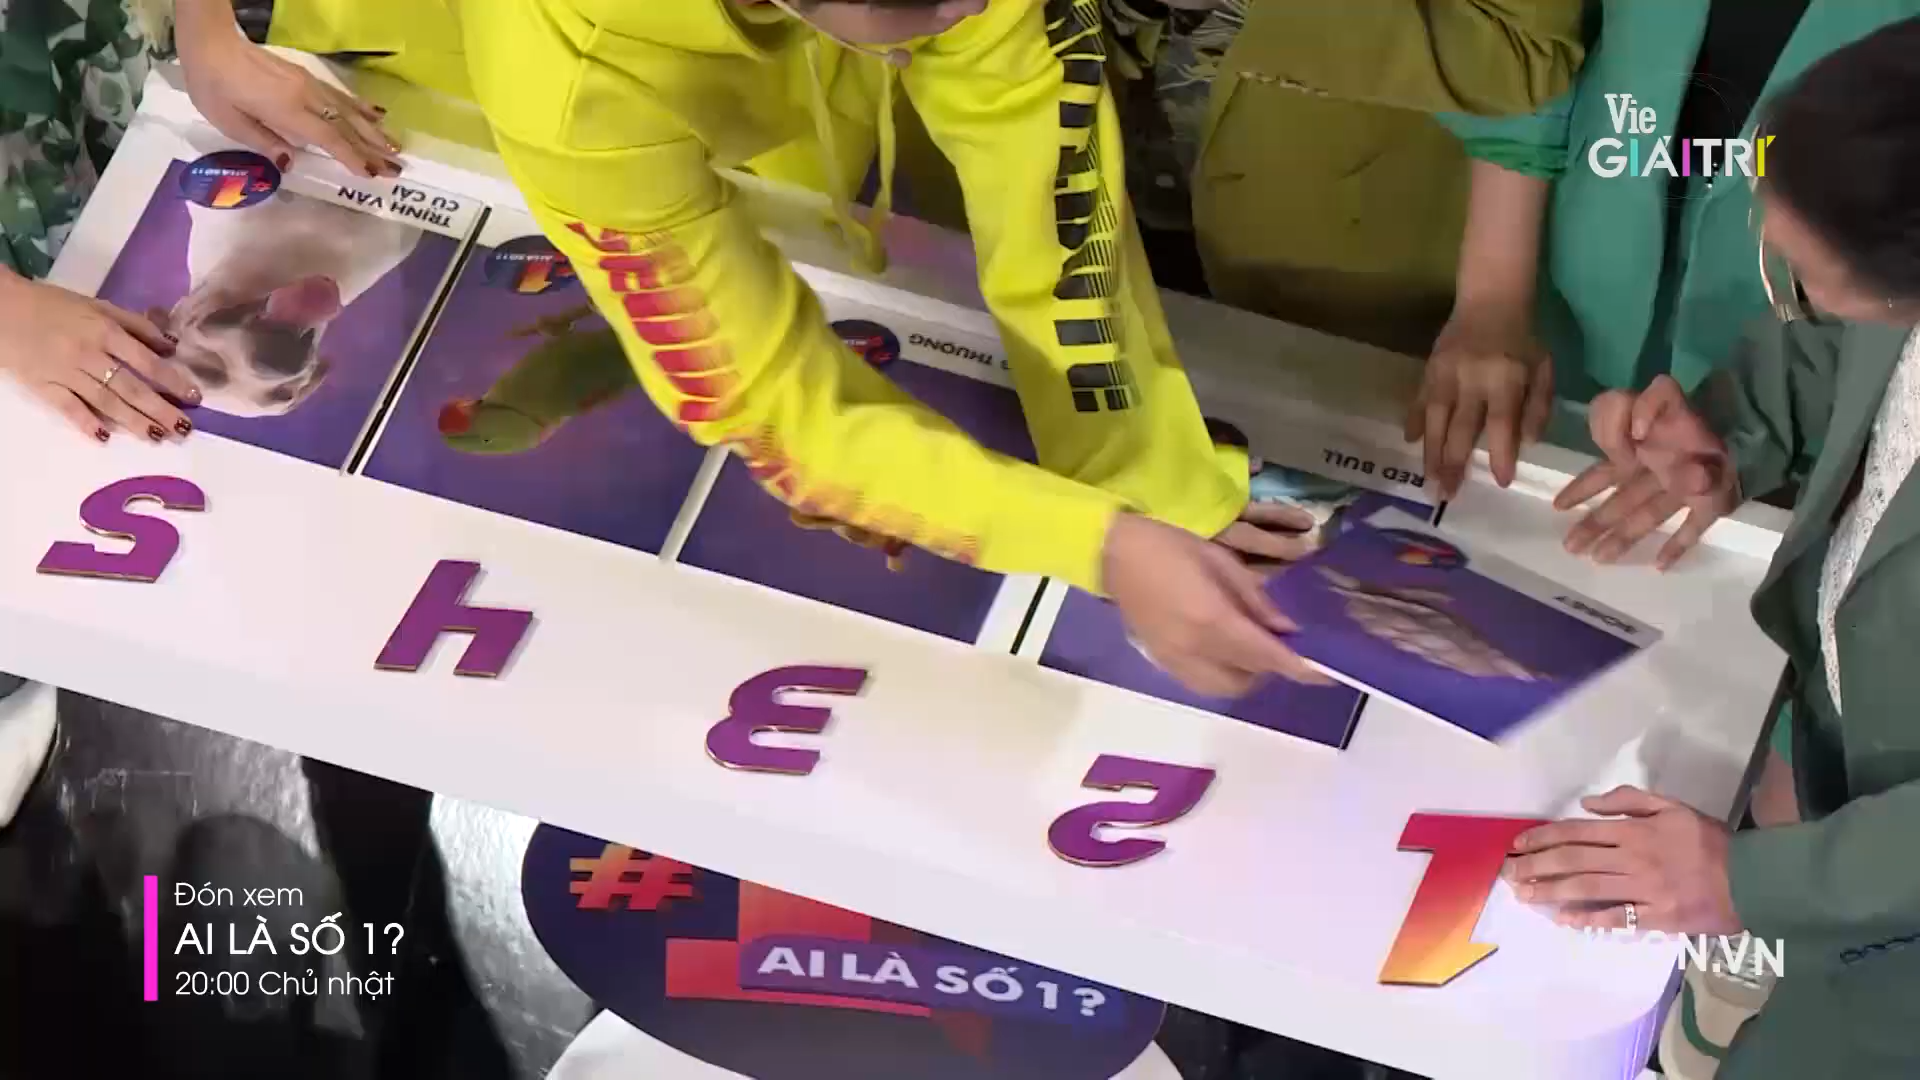 Vie
GIẢI TRÍ
TRỊNH VĂN
CỦ CẢI
THƯỢNG
RED BULL
5
4
3
2
1
#
AI LÀ SỐ 1?
Đón xem
AI LÀ SỐ 1?
20:00 Chủ nhật